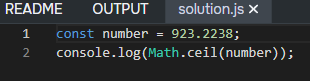 README OUTPUT solution.js ×
1 const number = 923.2238;
2 console.log(Math.ceil(number));